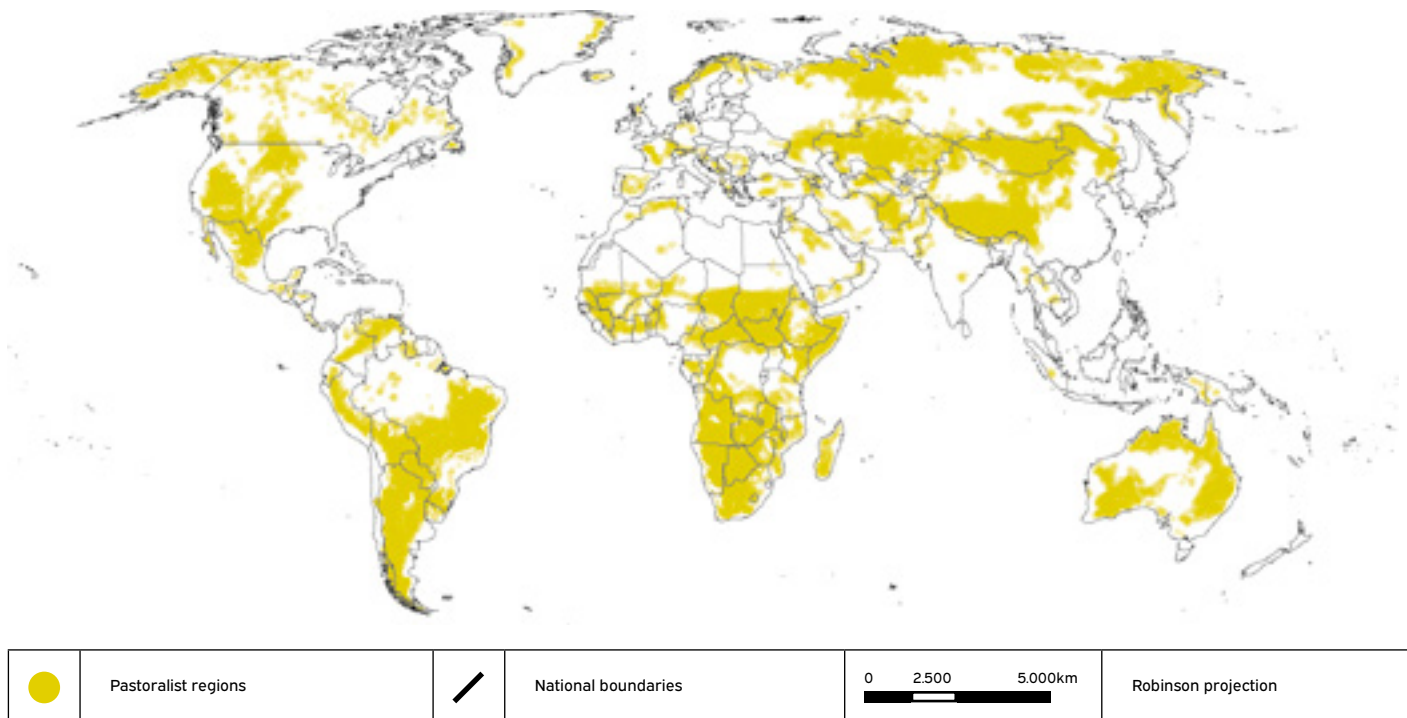 Pastoralist regions
National boundaries
0 2.500 5.000km
Robinson projection